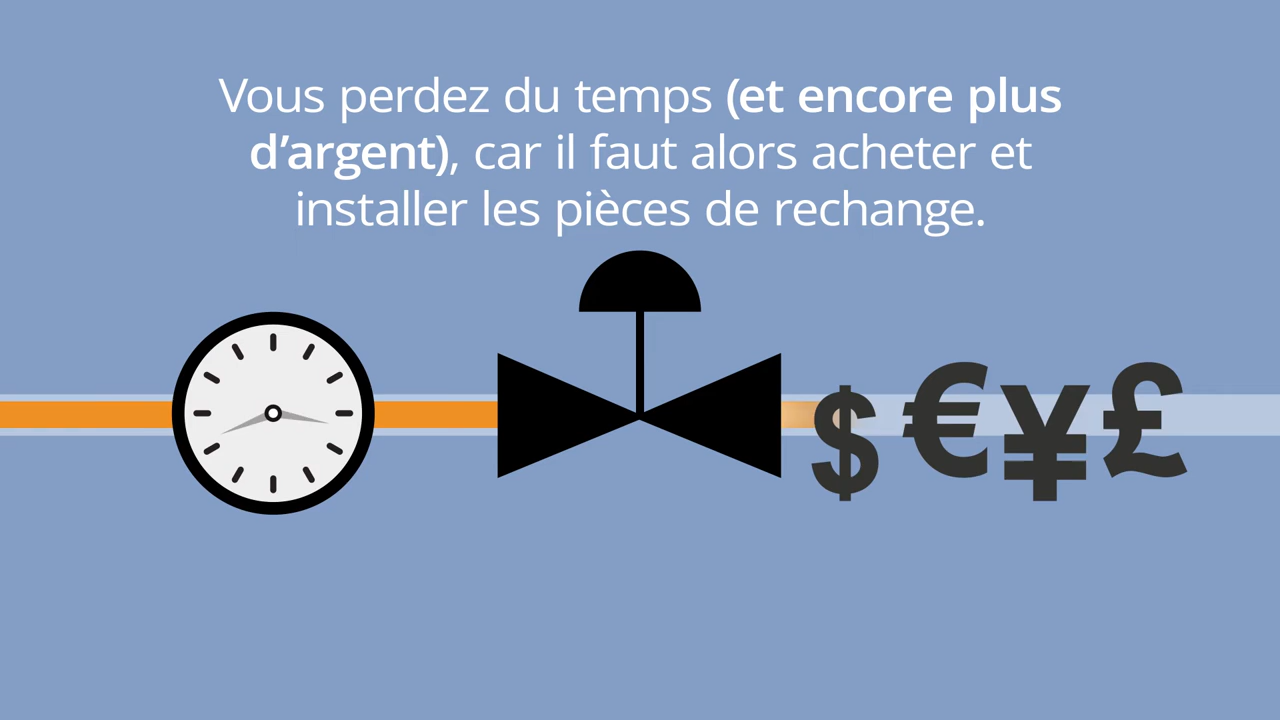 Vous perdez du temps (et encore plus
d’argent), car il faut alors acheter et
installer les pièces de rechange.
$ € ¥ £